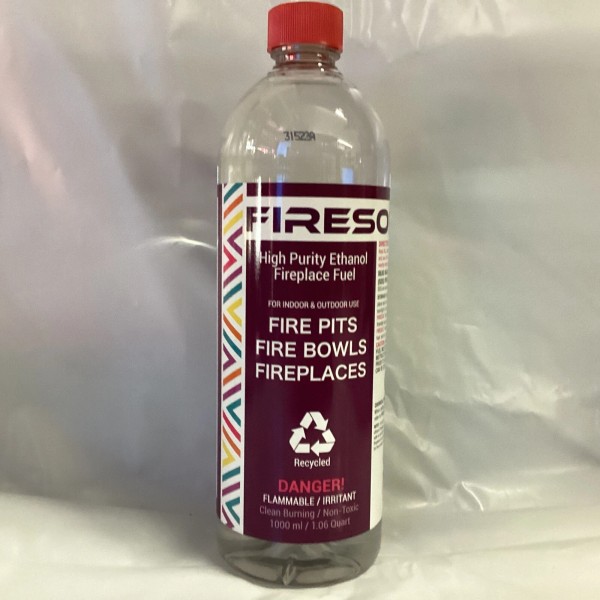 31523A
FIRESO
High Purity Ethanol
Fireplace Fuel
FOR INDOOR & OUTDOOR USE
FIRE PITS
FIRE BOWLS
FIREPLACES
Recycled
DANGER!
FLAMMABLE / IRRITANT
Clean Burning / Non-Toxic
1000 ml / 1.06 Quart